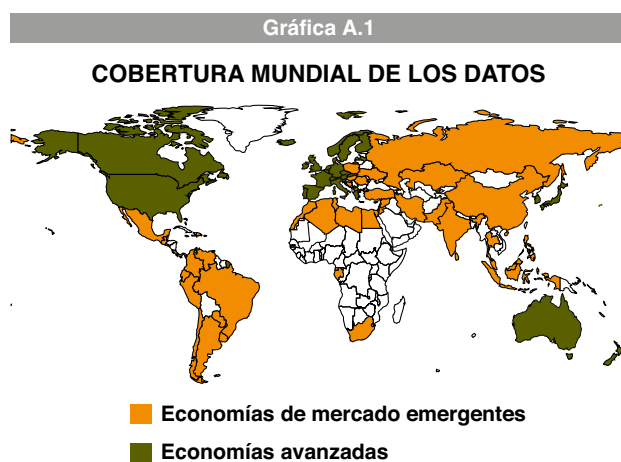 Gráfica A.1
COBERTURA MUNDIAL DE LOS DATOS
Economías de mercado emergentes
Economías avanzadas